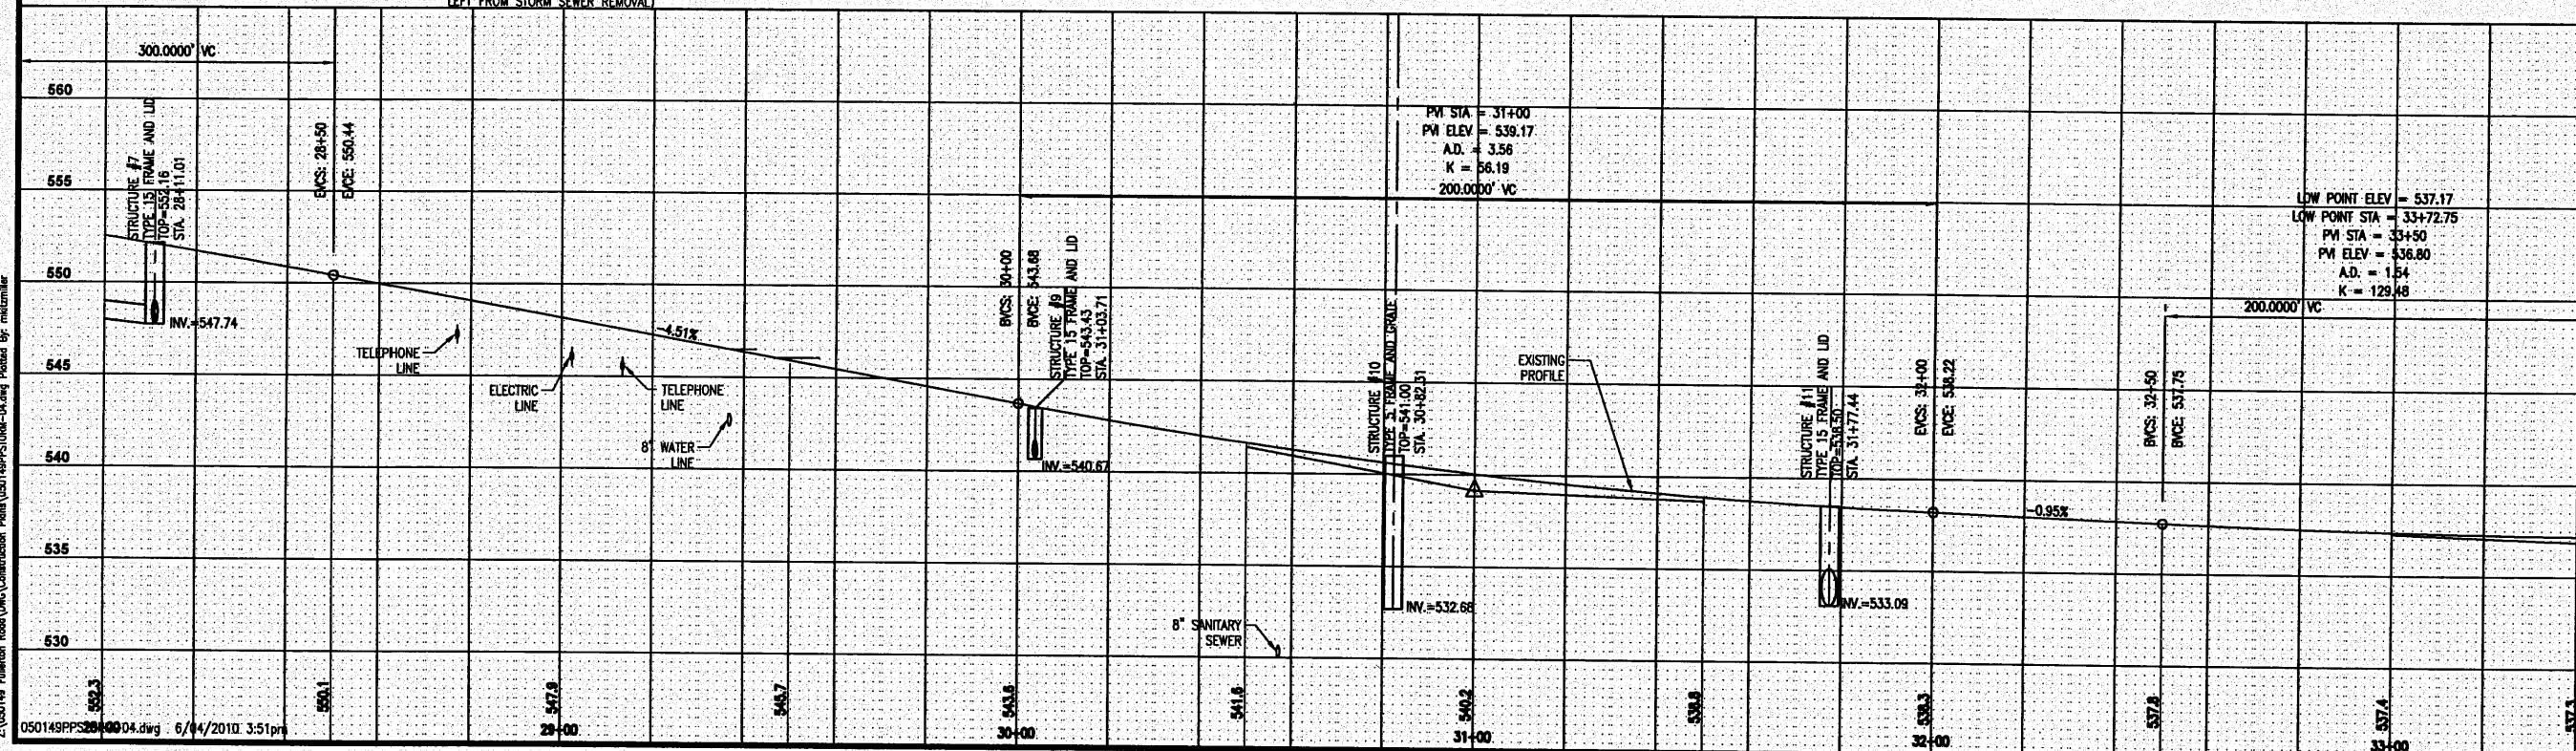 LEFT FROM STORM SEWER REMOVAL)
300.0000' VC
560
555
550
545
540
535
530
STRUCTURE #7
TYPE 15 FRAME AND LID
TOP=552.16
STA. 28+11.01
INV.=547.74
EVCS: 28+50
EVCE: 550.44
TELEPHONE
LINE
ELECTRIC
LINE
TELEPHONE
LINE
-4.51%
8" WATER
LINE
BVCS: 30+00
BVCE: 543.68
STRUCTURE #9
TYPE 15 FRAME AND LID
TOP=543.43
STA. 31+03.71
INV.=540.67
PVI STA = 31+00
PVI ELEV = 539.17
A.D. = 3.56
K = 56.19
200.0000' VC
STRUCTURE #10
TYPE 5 FRAME AND GRATE
TOP=541.00
STA. 30+82.31
INV.=532.68
8" SANITARY
SEWER
EXISTING
PROFILE
STRUCTURE #11
TYPE 15 FRAME AND LID
TOP=538.50
STA. 31+77.44
INV.=533.09
EVCS: 32+00
EVCE: 538.22
-0.95%
BVCS: 32+50
BVCE: 537.75
LOW POINT ELEV = 537.17
LOW POINT STA = 33+72.75
PVI STA = 33+50
PVI ELEV = 536.80
A.D. = 1.54
K = 129.48
200.0000' VC
552.3
550.1
547.9
545.7
543.6
541.6
540.2
538.8
538.3
537.8
537.4
537.3
29+00
30+00
31+00
32+00
33+00
6/04/2010 3:51pm
Plotted By: mkitzmiller